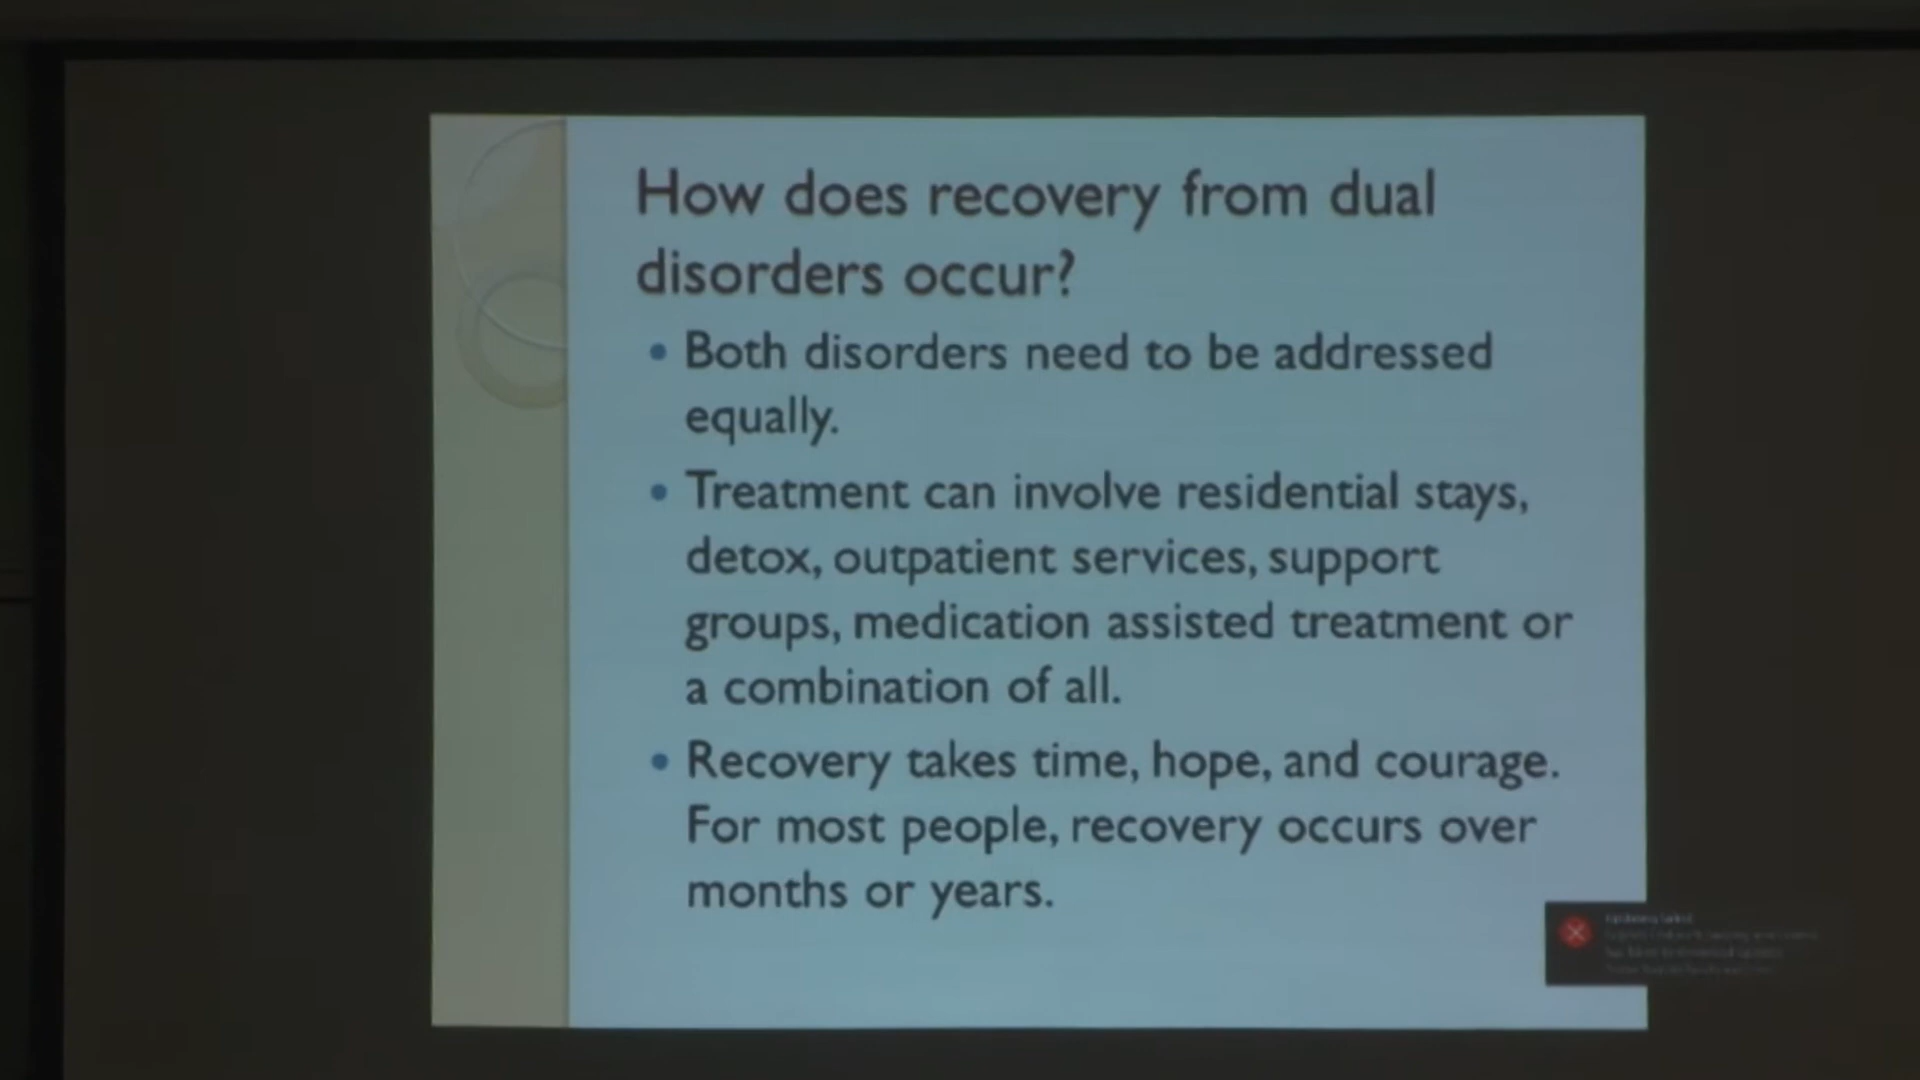 How does recovery from dual
disorders occur?
• Both disorders need to be addressed
equally.
• Treatment can involve residential stays,
detox, outpatient services, support
groups, medication assisted treatment or
a combination of all.
• Recovery takes time, hope, and courage.
For most people, recovery occurs over
months or years.